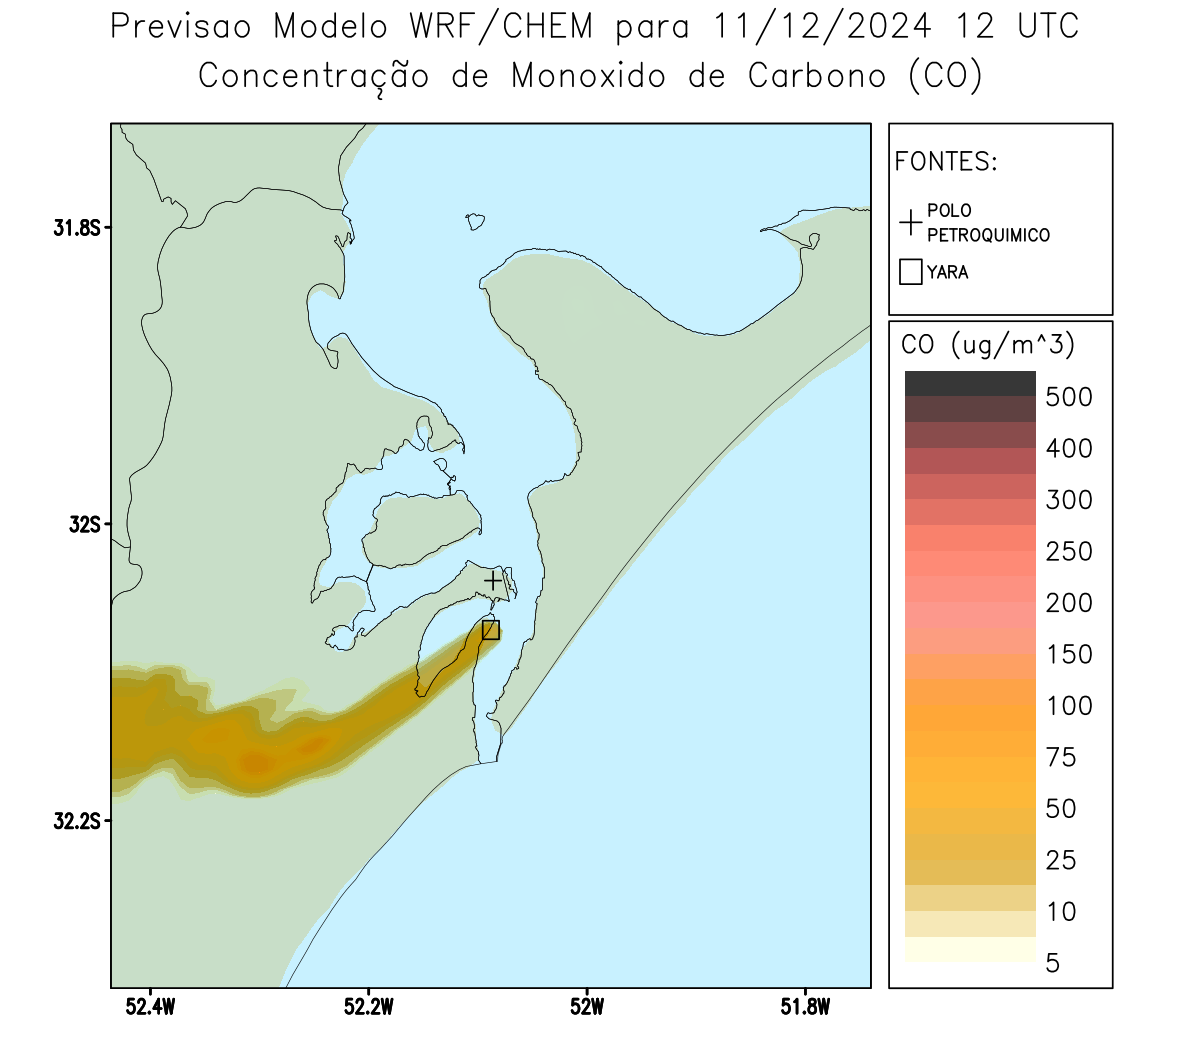 Previsao Modelo WRF/CHEM para 11/12/2024 12 UTC
Concentração de Monoxido de Carbono (CO)
FONTES:
POLO
PETROQUIMICO
YARA
31.8S
32S
32.2S
52.4W
52.2W
52W
51.8W
CO (ug/m^3)
500
400
300
250
200
150
100
75
50
25
10
5